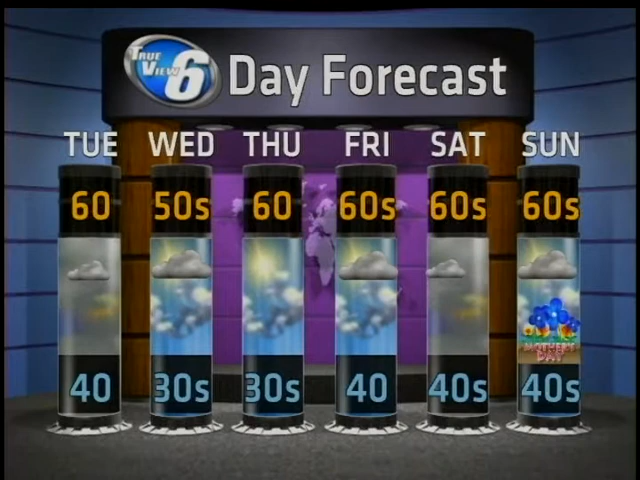 TRUE VIEW 6 Day Forecast
TUE WED THU FRI SAT SUN
60 50s 60 60s 60s 60s
MOTHER'S
DAY
40 30s 30s 40 40s 40s